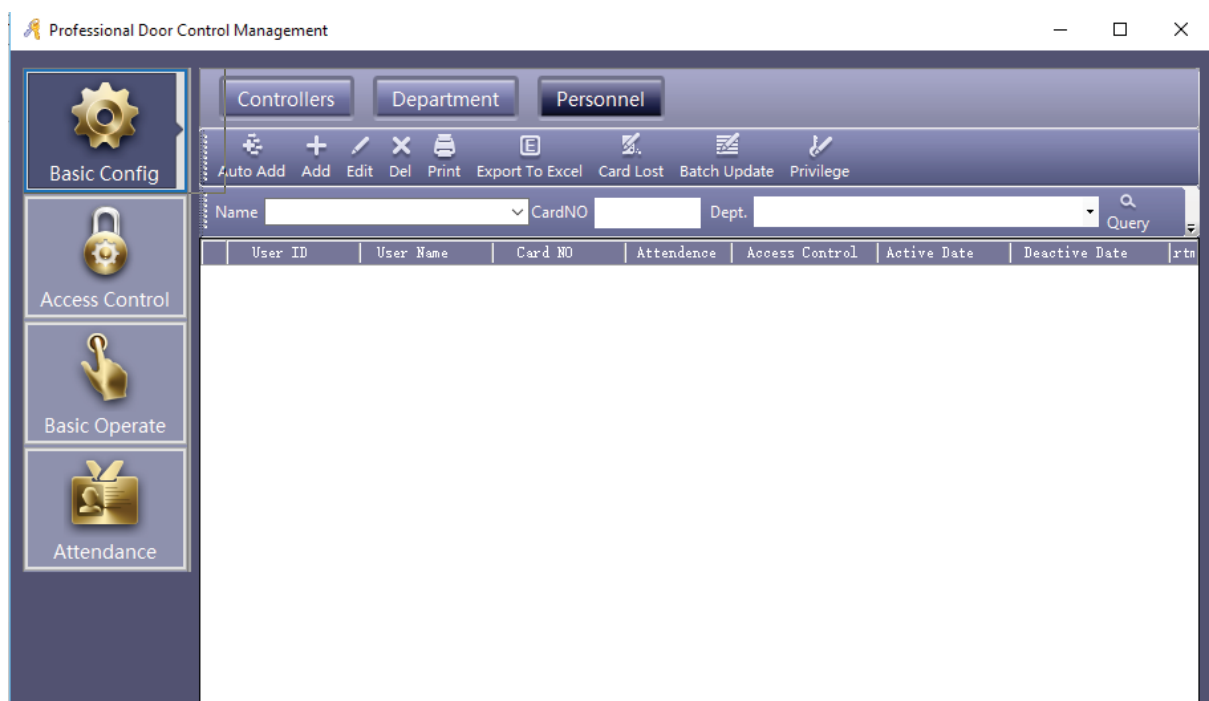 Professional Door Control Management
Controllers Department Personnel
Auto Add Add Edit Del Print Export To Excel Card Lost Batch Update Privilege
Name CardNO Dept. Query
User ID User Name Card NO Attendence Access Control Active Date Deactive Date rtm
Basic Config
Access Control
Basic Operate
Attendance